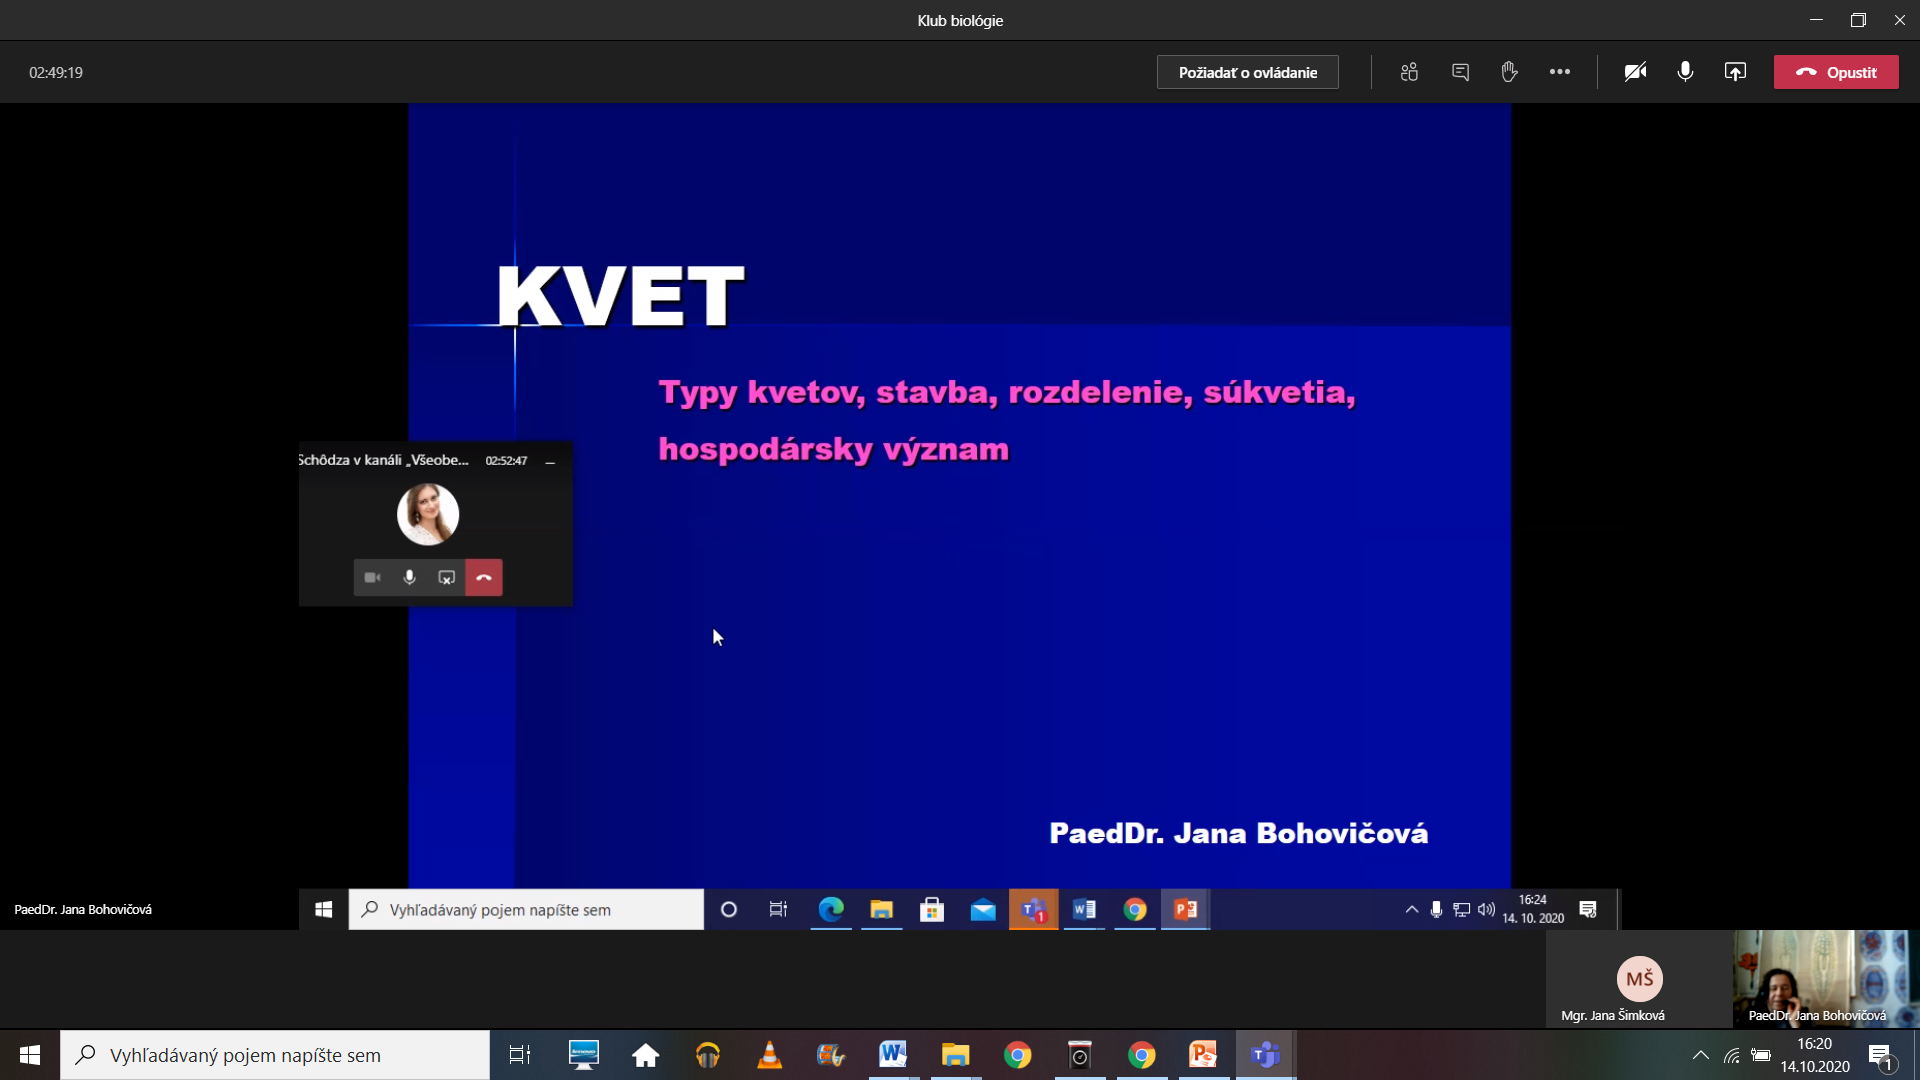 Klub biológie
02:49:19
Požiadať o ovládanie
Opustiť
KVET
Typy kvetov, stavba, rozdelenie, súkvetia,
hospodársky význam
Schôdza v kanáli „Všeobe... 02:52:47
PaedDr. Jana Bohovičová
PaedDr. Jana Bohovičová
Vyhľadávaný pojem napíšte sem
1
16:24
14. 10. 2020
MŠ
Mgr. Jana Šimková
PaedDr. Jana Bohovičová
Vyhľadávaný pojem napíšte sem
16:20
14.10.2020
1